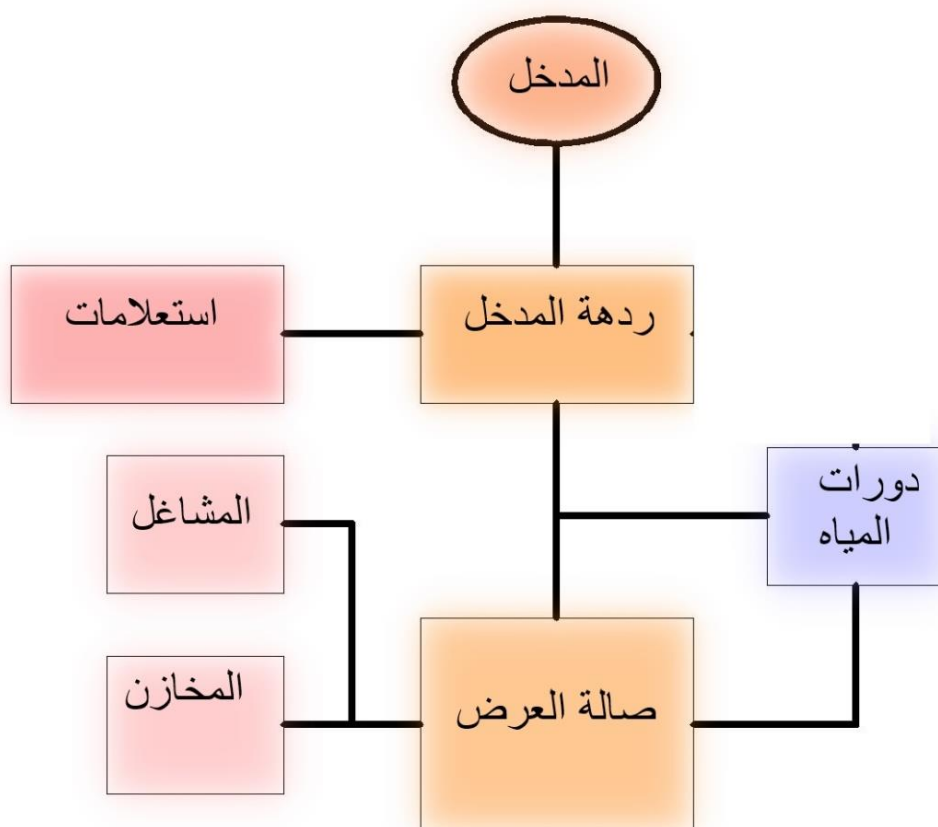 المدخل
ردهة المدخل
استعلامات
دورات
المياه
المشاغل
صالة العرض
المخازن